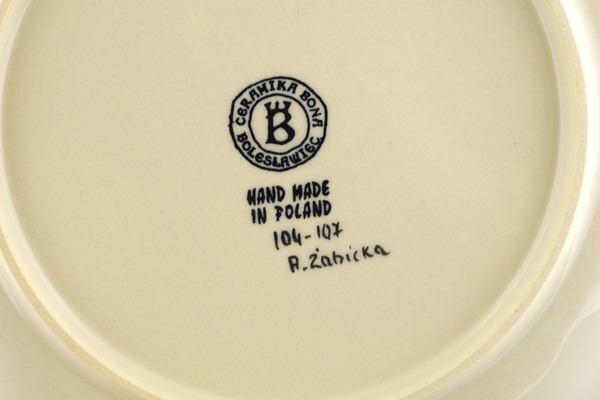 CERAMIKA BONA
BOLESŁAWIEC
B
HAND MADE
IN POLAND
104-107
A. Żabicka